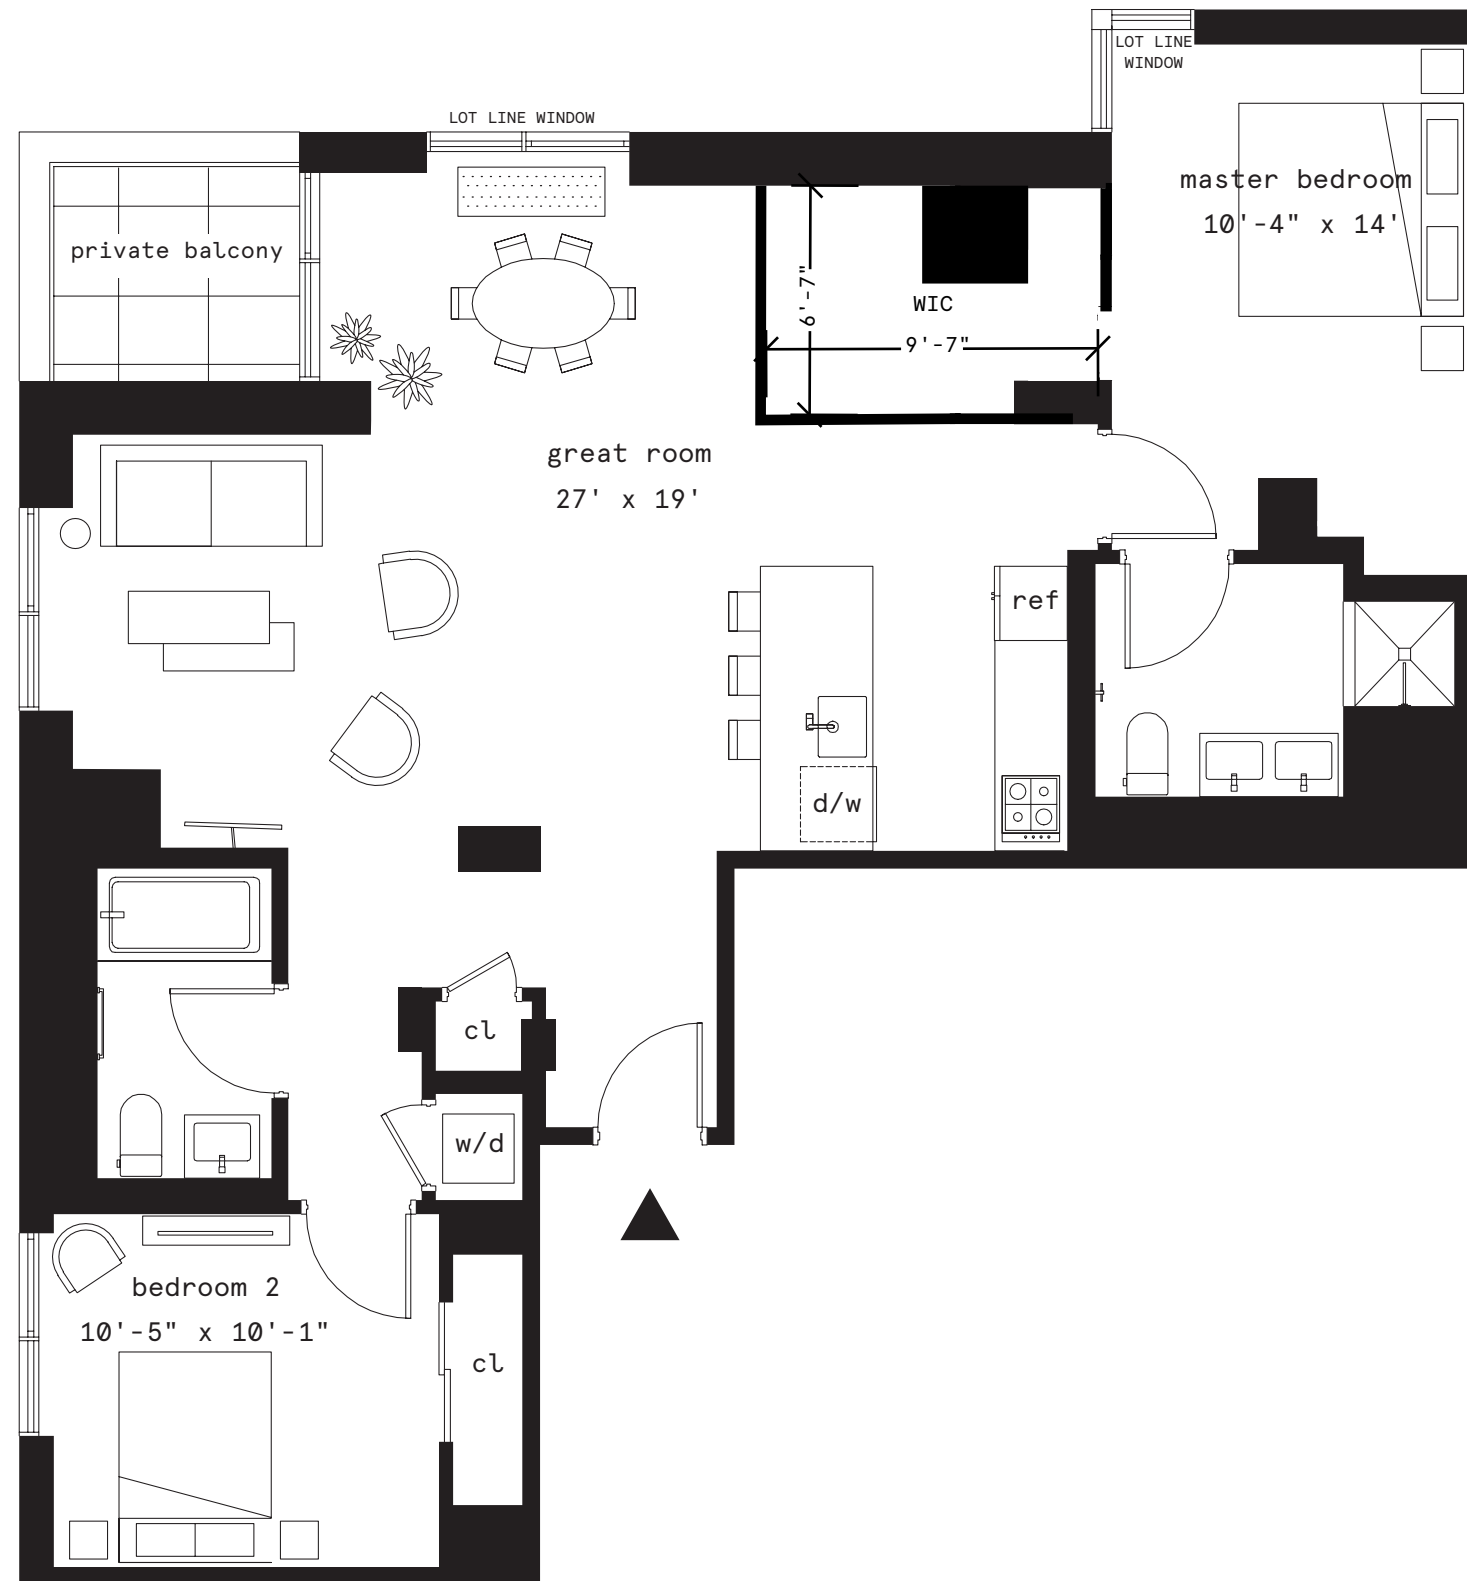 LOT LINE
WINDOW
LOT LINE WINDOW
master bedroom
10'-4" x 14'
private balcony
6'-7"
WIC
9'-7"
great room
27' x 19'
ref
d/w
cl
w/d
bedroom 2
10'-5" x 10'-1"
cl